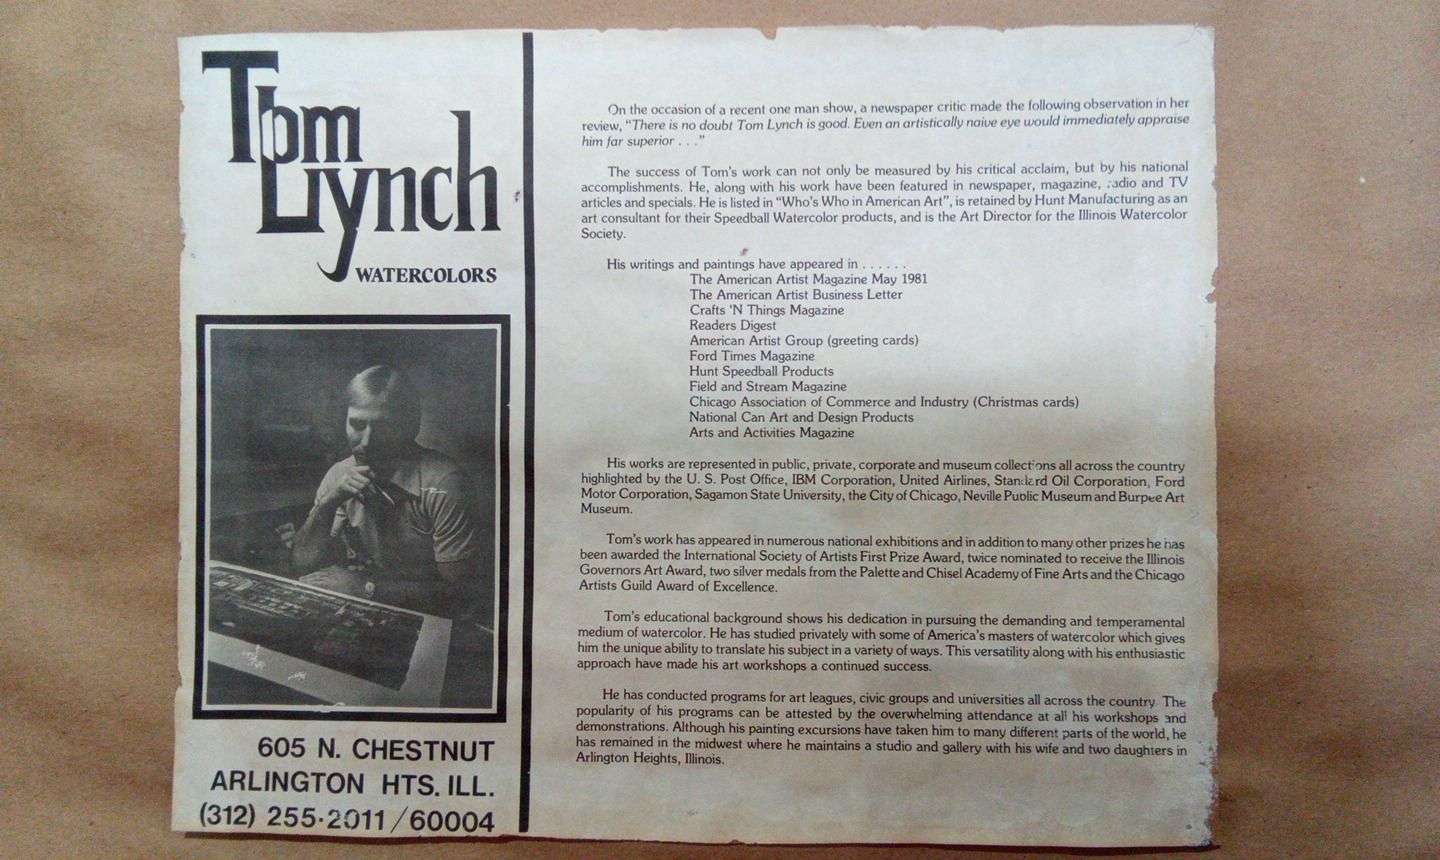 Tom
Lynch
WATERCOLORS
605 N. CHESTNUT
ARLINGTON HTS. ILL.
(312) 255·2011/60004
On the occasion of a recent one man show, a newspaper critic made the following observation in her
review, “There is no doubt Tom Lynch is good. Even an artistically naive eye would immediately appraise
him far superior . . .”
The success of Tom’s work can not only be measured by his critical acclaim, but by his national
accomplishments. He, along with his work have been featured in newspaper, magazine, radio and TV
articles and specials. He is listed in “Who’s Who in American Art”, is retained by Hunt Manufacturing as an
art consultant for their Speedball Watercolor products, and is the Art Director for the Illinois Watercolor
Society.
His writings and paintings have appeared in . . . . . .
The American Artist Magazine May 1981
The American Artist Business Letter
Crafts ‘N Things Magazine
Readers Digest
American Artist Group (greeting cards)
Ford Times Magazine
Hunt Speedball Products
Field and Stream Magazine
Chicago Association of Commerce and Industry (Christmas cards)
National Can Art and Design Products
Arts and Activities Magazine
His works are represented in public, private, corporate and museum collections all across the country
highlighted by the U. S. Post Office, IBM Corporation, United Airlines, Standard Oil Corporation, Ford
Motor Corporation, Sagamon State University, the City of Chicago, Neville Public Museum and Burpee Art
Museum.
Tom’s work has appeared in numerous national exhibitions and in addition to many other prizes he has
been awarded the International Society of Artists First Prize Award, twice nominated to receive the Illinois
Governors Art Award, two silver medals from the Palette and Chisel Academy of Fine Arts and the Chicago
Artists Guild Award of Excellence.
Tom’s educational background shows his dedication in pursuing the demanding and temperamental
medium of watercolor. He has studied privately with some of America’s masters of watercolor which gives
him the unique ability to translate his subject in a variety of ways. This versatility along with his enthusiastic
approach have made his art workshops a continued success.
He has conducted programs for art leagues, civic groups and universities all across the country. The
popularity of his programs can be attested by the overwhelming attendance at all his workshops and
demonstrations. Although his painting excursions have taken him to many different parts of the world, he
has remained in the midwest where he maintains a studio and gallery with his wife and two daughters in
Arlington Heights, Illinois.